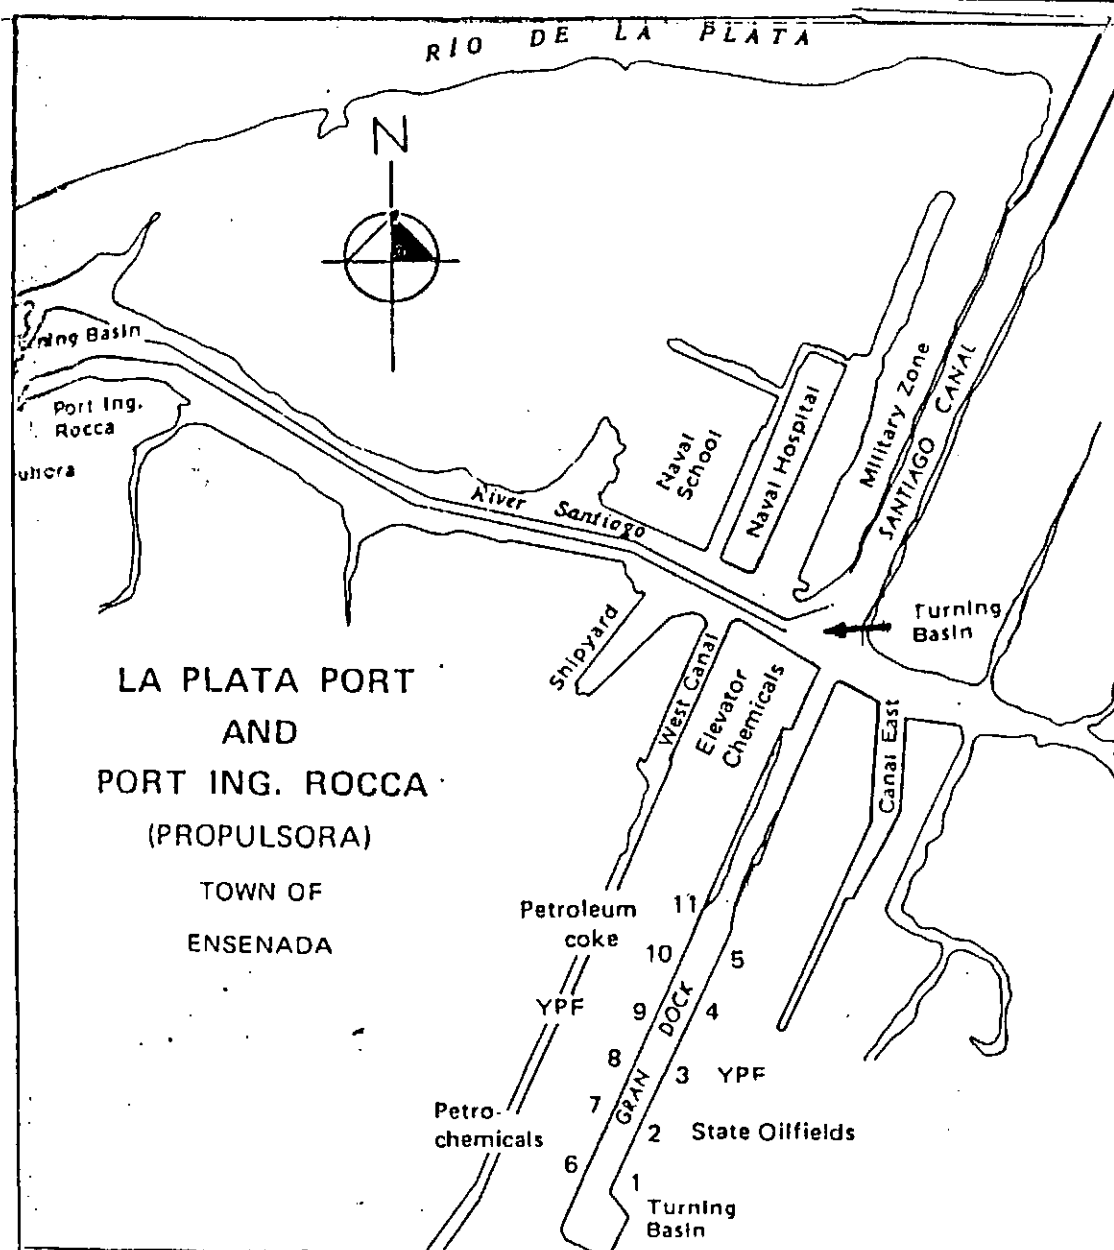 RIO DE LA PLATA
N
ning Basin
Port Ing.
Rocca
River Santiago
Naval
School
Naval Hospital
Military Zone
SANTIAGO CANAL
Turning
Basin
Shipyard
West Canal
Elevator
Chemicals
Canal East
LA PLATA PORT
AND
PORT ING. ROCCA
(PROPULSORA)
TOWN OF
ENSENADA
Petroleum
coke
11
10
5
YPF
9
DOCK
4
8
3
YPF
GRAN
7
Petro-
chemicals
2
State Oilfields
6
1
Turning
Basin